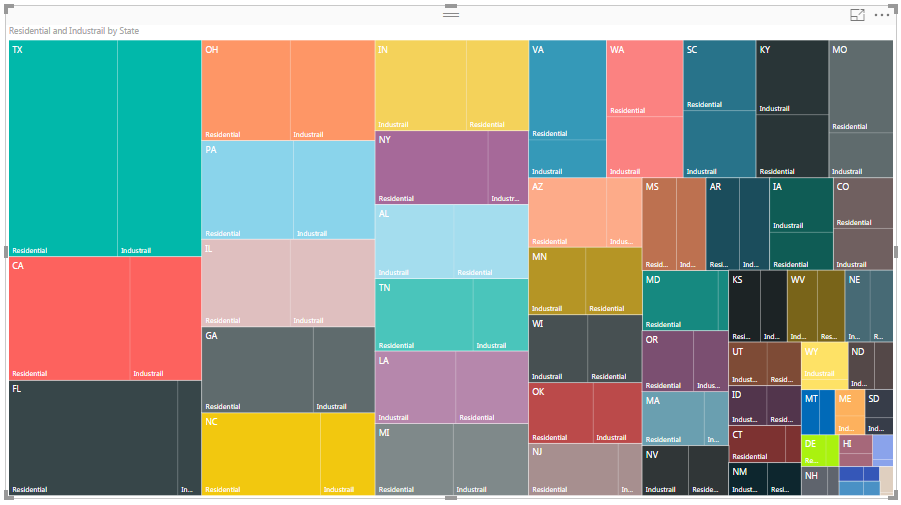 Residential and Industrail by State
TX
Residential
Industrail
CA
Residential
Industrail
FL
Residential
In...
OH
Residential
Industrail
PA
Residential
Industrail
IL
Residential
Industrail
GA
Residential
Industrail
NC
Residential
Industrail
IN
Industrail
Residential
NY
Residential
Industr...
AL
Industrail
Residential
TN
Residential
Industrail
LA
Industrail
Residential
MI
Residential
Industrail
VA
Residential
Industrail
WA
Residential
Industrail
SC
Residential
Industrail
KY
Industrail
Residential
MO
Residential
Industrail
AZ
Residential
Indus...
MN
Industrail
Residential
WI
Industrail
Residential
OK
Residential
Industrail
NJ
Residential
In...
MS
Resid...
Ind...
AR
Resi...
Ind...
IA
Industrail
Residential
CO
Residential
Industrail
MD
Residential
OR
Residential
Indus...
MA
Residential
In...
NV
Industrail
Reside...
KS
Resi...
Ind...
WV
Ind...
Res...
NE
In...
R...
UT
Indust...
Resid...
ID
Indust...
Resid...
CT
Residential
NM
Indust...
Resi...
WY
Industrail
ND
Ind...
MT
ME
Ind...
SD
Ind...
DE
Re...
HI
NH